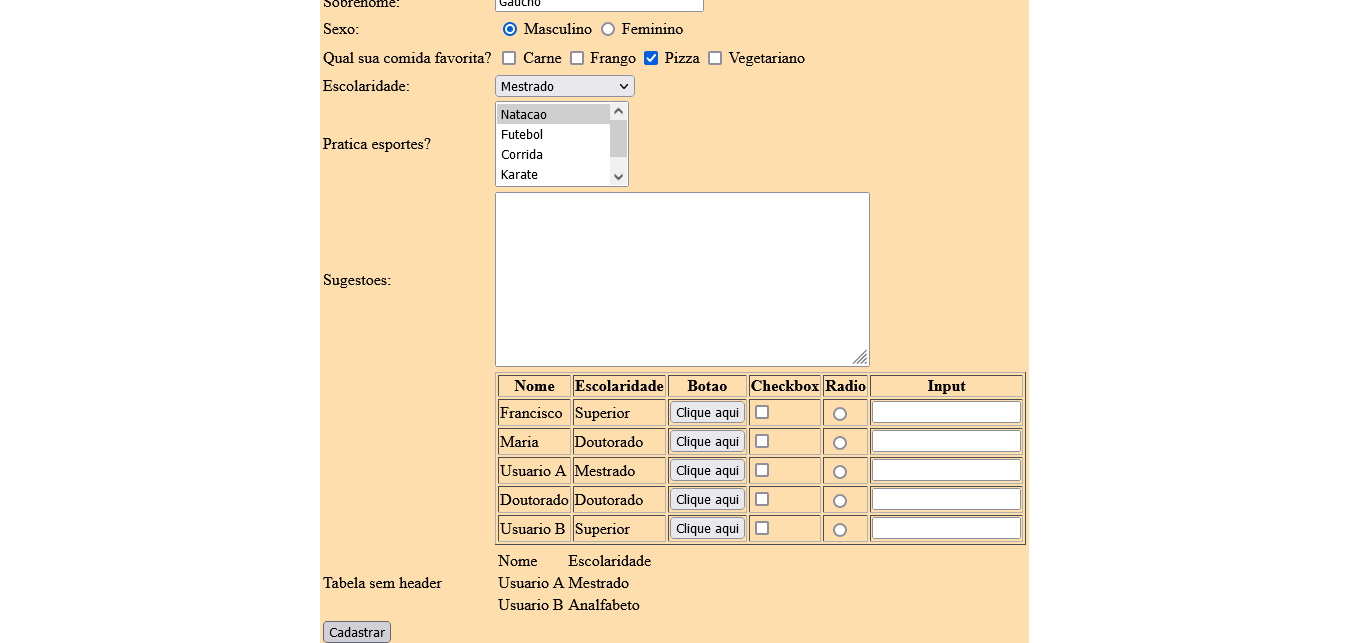 Sobrenome: Gaucho
Sexo: Masculino Feminino
Qual sua comida favorita? Carne Frango Pizza Vegetariano
Escolaridade: Mestrado
Natacao
Futebol
Pratica esportes?
Corrida
Karate
Sugestoes:
Nome Escolaridade Botao Checkbox Radio Input
Francisco Superior Clique aqui
Maria Doutorado Clique aqui
Usuario A Mestrado Clique aqui
Doutorado Doutorado Clique aqui
Usuario B Superior Clique aqui
Nome Escolaridade
Tabela sem header Usuario A Mestrado
Usuario B Analfabeto
Cadastrar